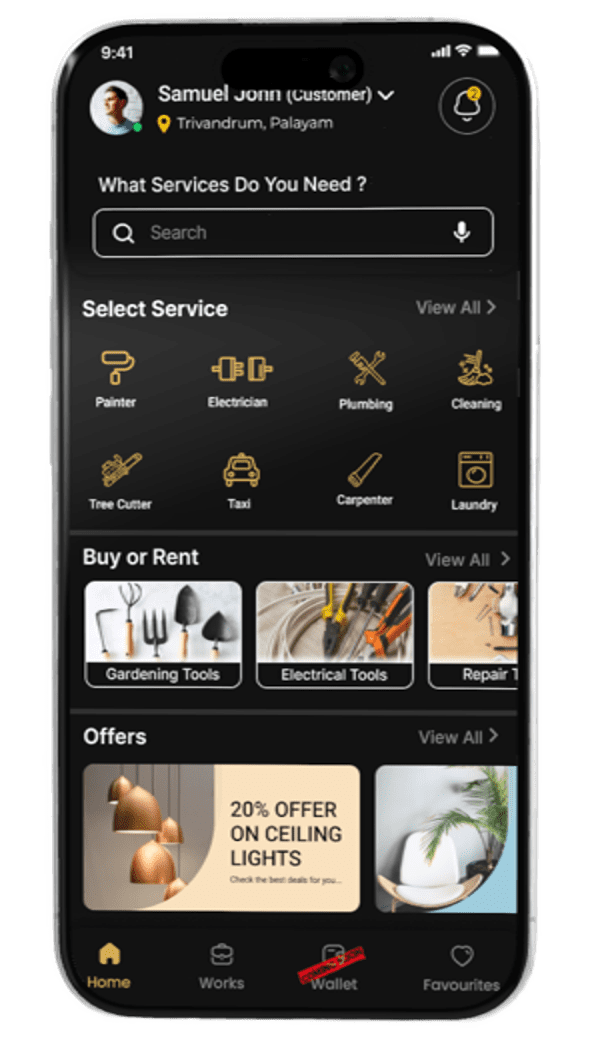 9:41
Samuel John (Customer)
Trivandrum, Palayam
2
What Services Do You Need ?
Search
Select Service
View All >
Painter
Electrician
Plumbing
Cleaning
Tree Cutter
Taxi
Carpenter
Laundry
Buy or Rent
View All >
Gardening Tools
Electrical Tools
Repair T
Offers
View All >
20% OFFER
ON CEILING
LIGHTS
Check the best deals for you...
COMING SOON
Home
Works
Wallet
Favourites